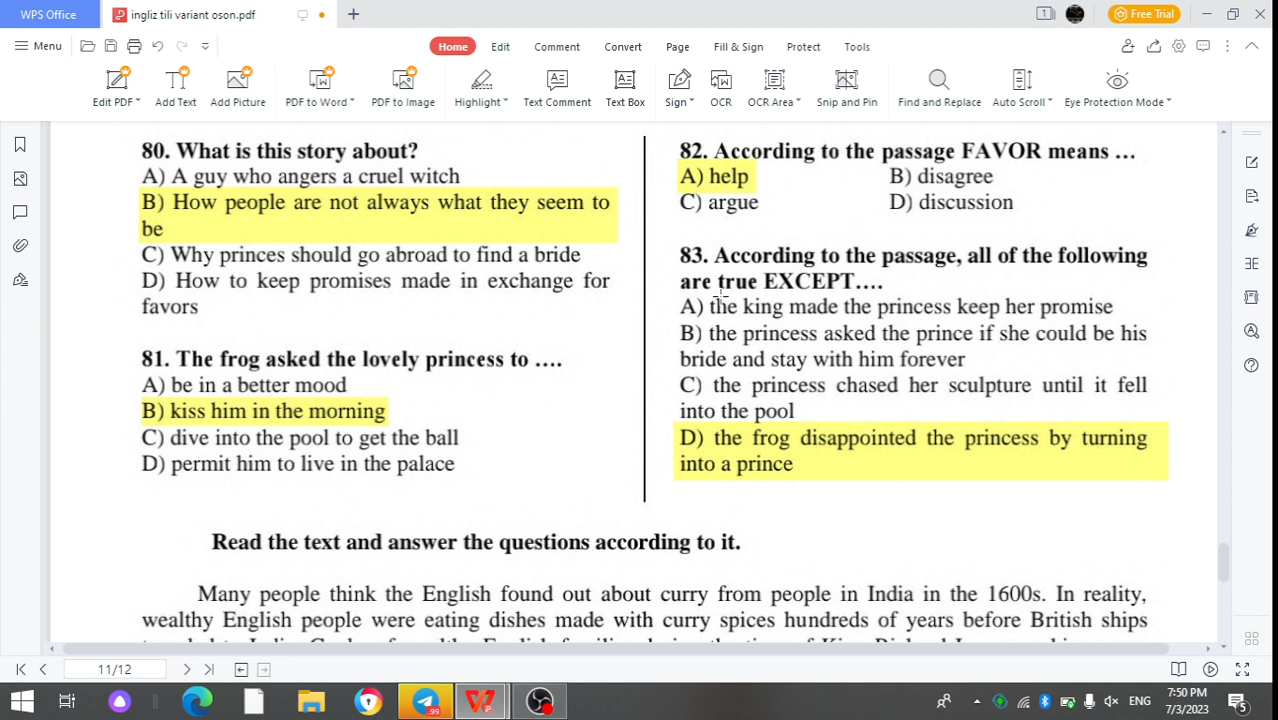 WPS Office
ingliz tili variant oson.pdf
1
Free Trial
Menu
Home
Edit
Comment
Convert
Page
Fill & Sign
Protect
Tools
Edit PDF
Add Text
Add Picture
PDF to Word
PDF to Image
Highlight
Text Comment
Text Box
Sign
OCR
OCR Area
Snip and Pin
Find and Replace
Auto Scroll
Eye Protection Mode
80. What is this story about?
A) A guy who angers a cruel witch
B) How people are not always what they seem to
be
C) Why princes should go abroad to find a bride
D) How to keep promises made in exchange for
favors
81. The frog asked the lovely princess to ….
A) be in a better mood
B) kiss him in the morning
C) dive into the pool to get the ball
D) permit him to live in the palace
82. According to the passage FAVOR means …
A) help B) disagree
C) argue D) discussion
83. According to the passage, all of the following
are true EXCEPT….
A) the king made the princess keep her promise
B) the princess asked the prince if she could be his
bride and stay with him forever
C) the princess chased her sculpture until it fell
into the pool
D) the frog disappointed the princess by turning
into a prince
Read the text and answer the questions according to it.
Many people think the English found out about curry from people in India in the 1600s. In reality,
wealthy English people were eating dishes made with curry spices hundreds of years before British ships
11/12
99
ENG
7:50 PM
7/3/2023
5